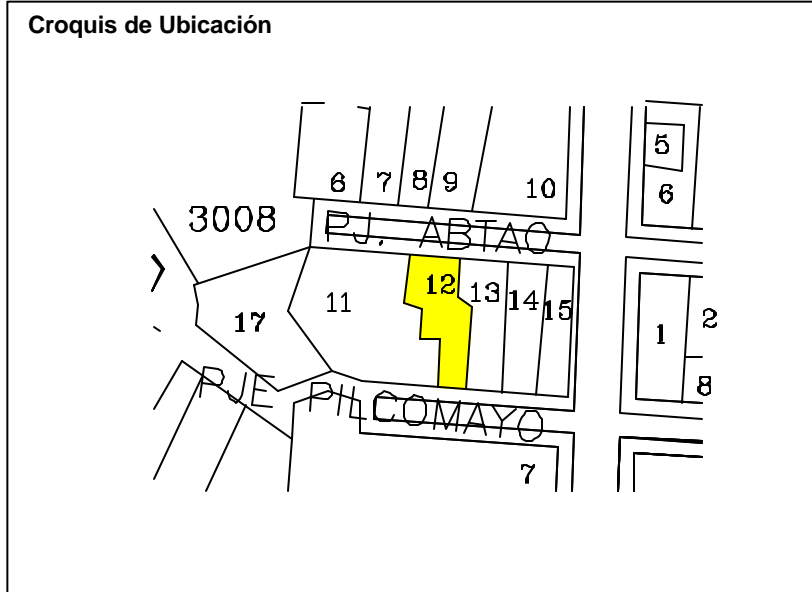 Croquis de Ubicación
5
6 7 8 9 10 6
3008 PJ. ABTAO
12 13 14 15
11 17 1 2
8
PJE PILCOMAYO
7